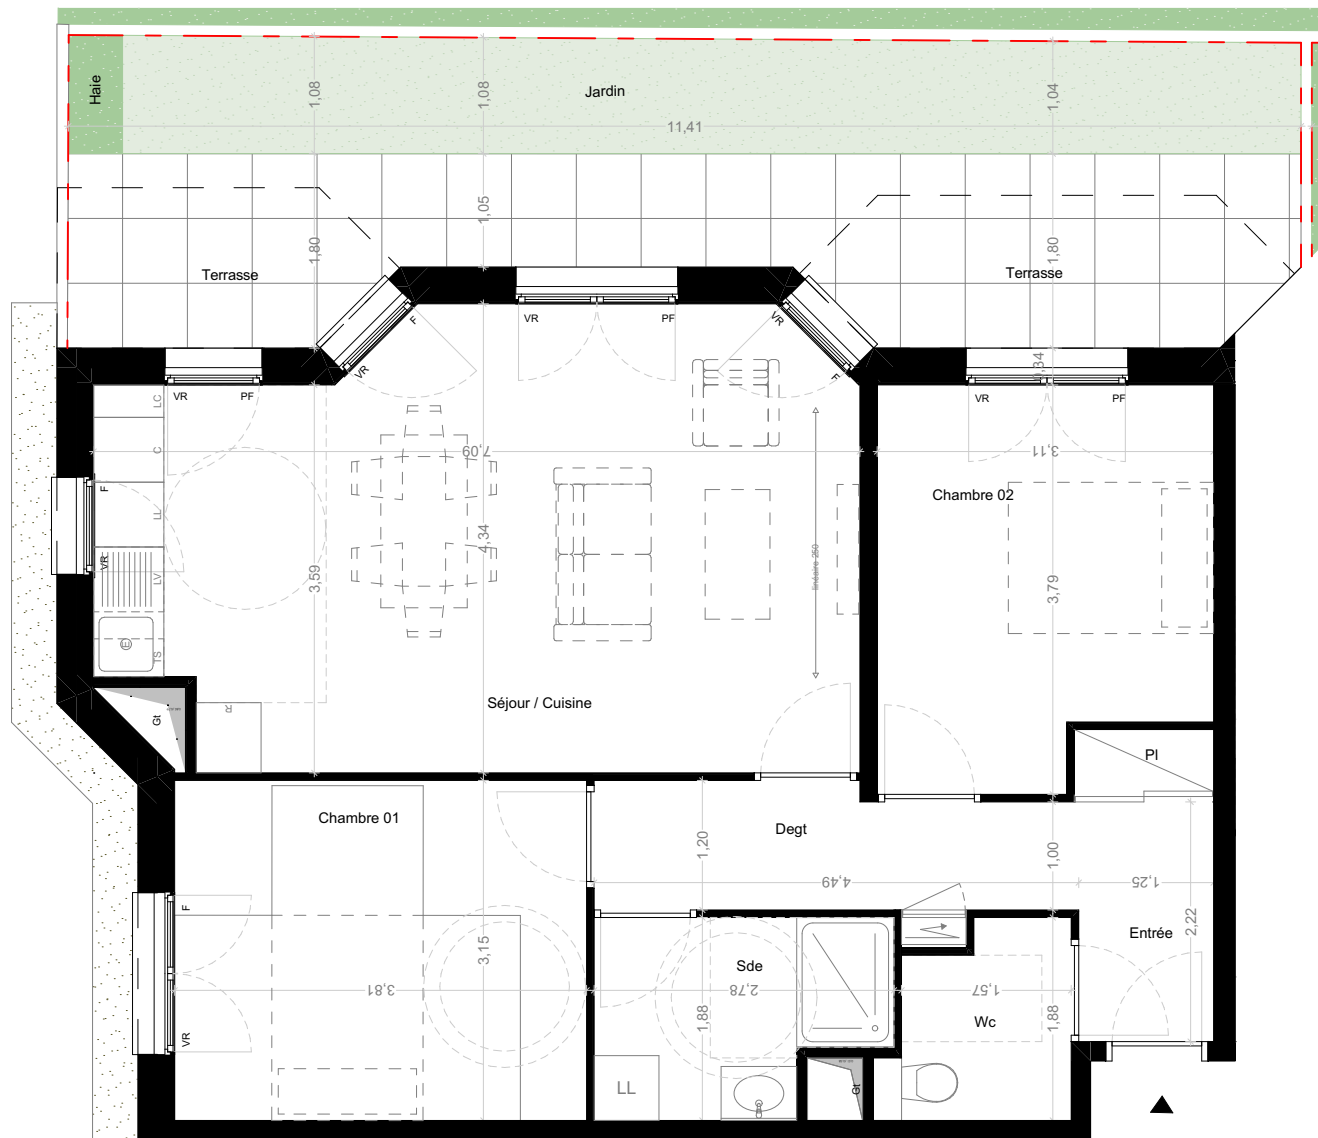 Haie
1,08
1,08
Jardin
1,04
11,41
1,05
1,80
1,80
Terrasse
Terrasse
VR
PF
VR
F
VR
F
0,34
VR
PF
VR
PF
LC
C
LL
LV
TS
F
VR
E
7,09
3,11
Chambre 02
4,34
3,59
linéaire 250
3,79
Séjour / Cuisine
R
Gt
Pl
Chambre 01
Degt
1,20
1,00
4,49
1,25
2,22
Entrée
F
VR
3,15
3,81
Sde
2,78
1,88
1,57
Wc
1,88
LL
Gt